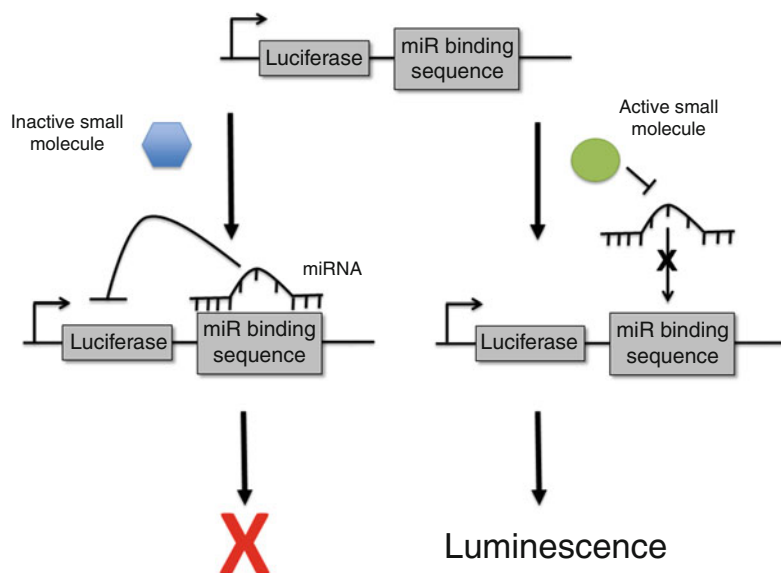 Luciferase
miR binding
sequence
Inactive small
molecule
Active small
molecule
miRNA
Luciferase
miR binding
sequence
Luciferase
miR binding
sequence
X
X
Luminescence